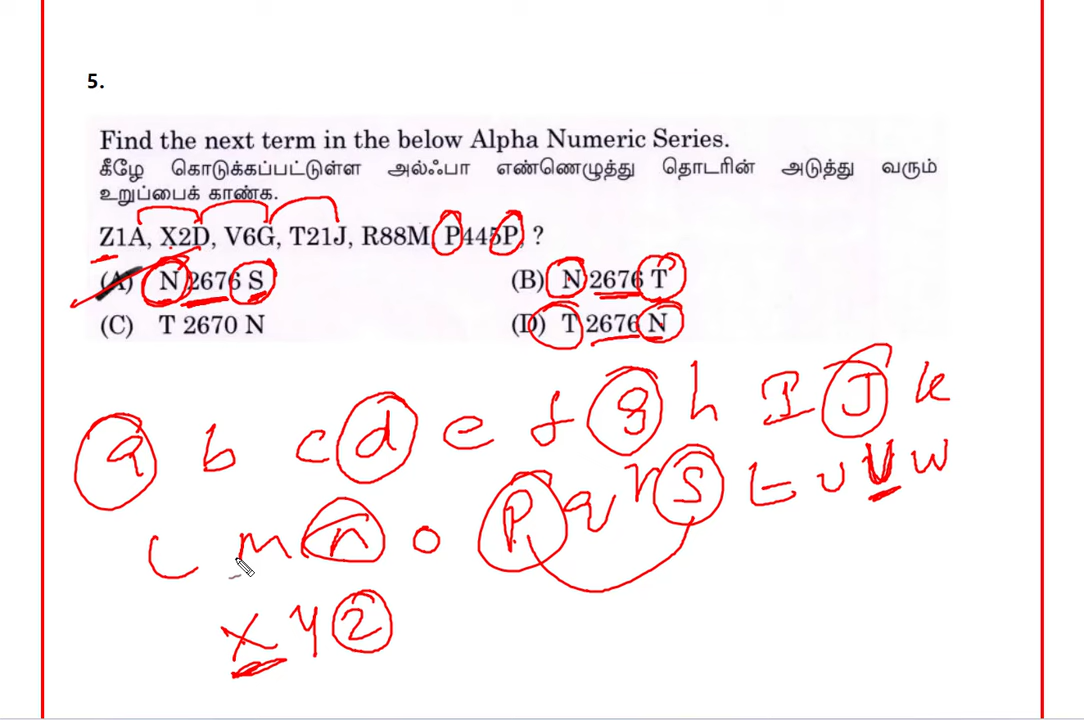 5.
Find the next term in the below Alpha Numeric Series.
கீழே கொடுக்கப்பட்டுள்ள அல்ஃபா எண்ணெழுத்து தொடரின் அடுத்து வரும்
உறுப்பைக் காண்க.
Z1A, X2D, V6G, T21J, R88M, P445P, ?
(A) N 2676 S (B) N 2676 T
(C) T 2670 N (D) T 2676 N
a b c d e f g h I J k
L m n o P q r S t u V w
X Y Z